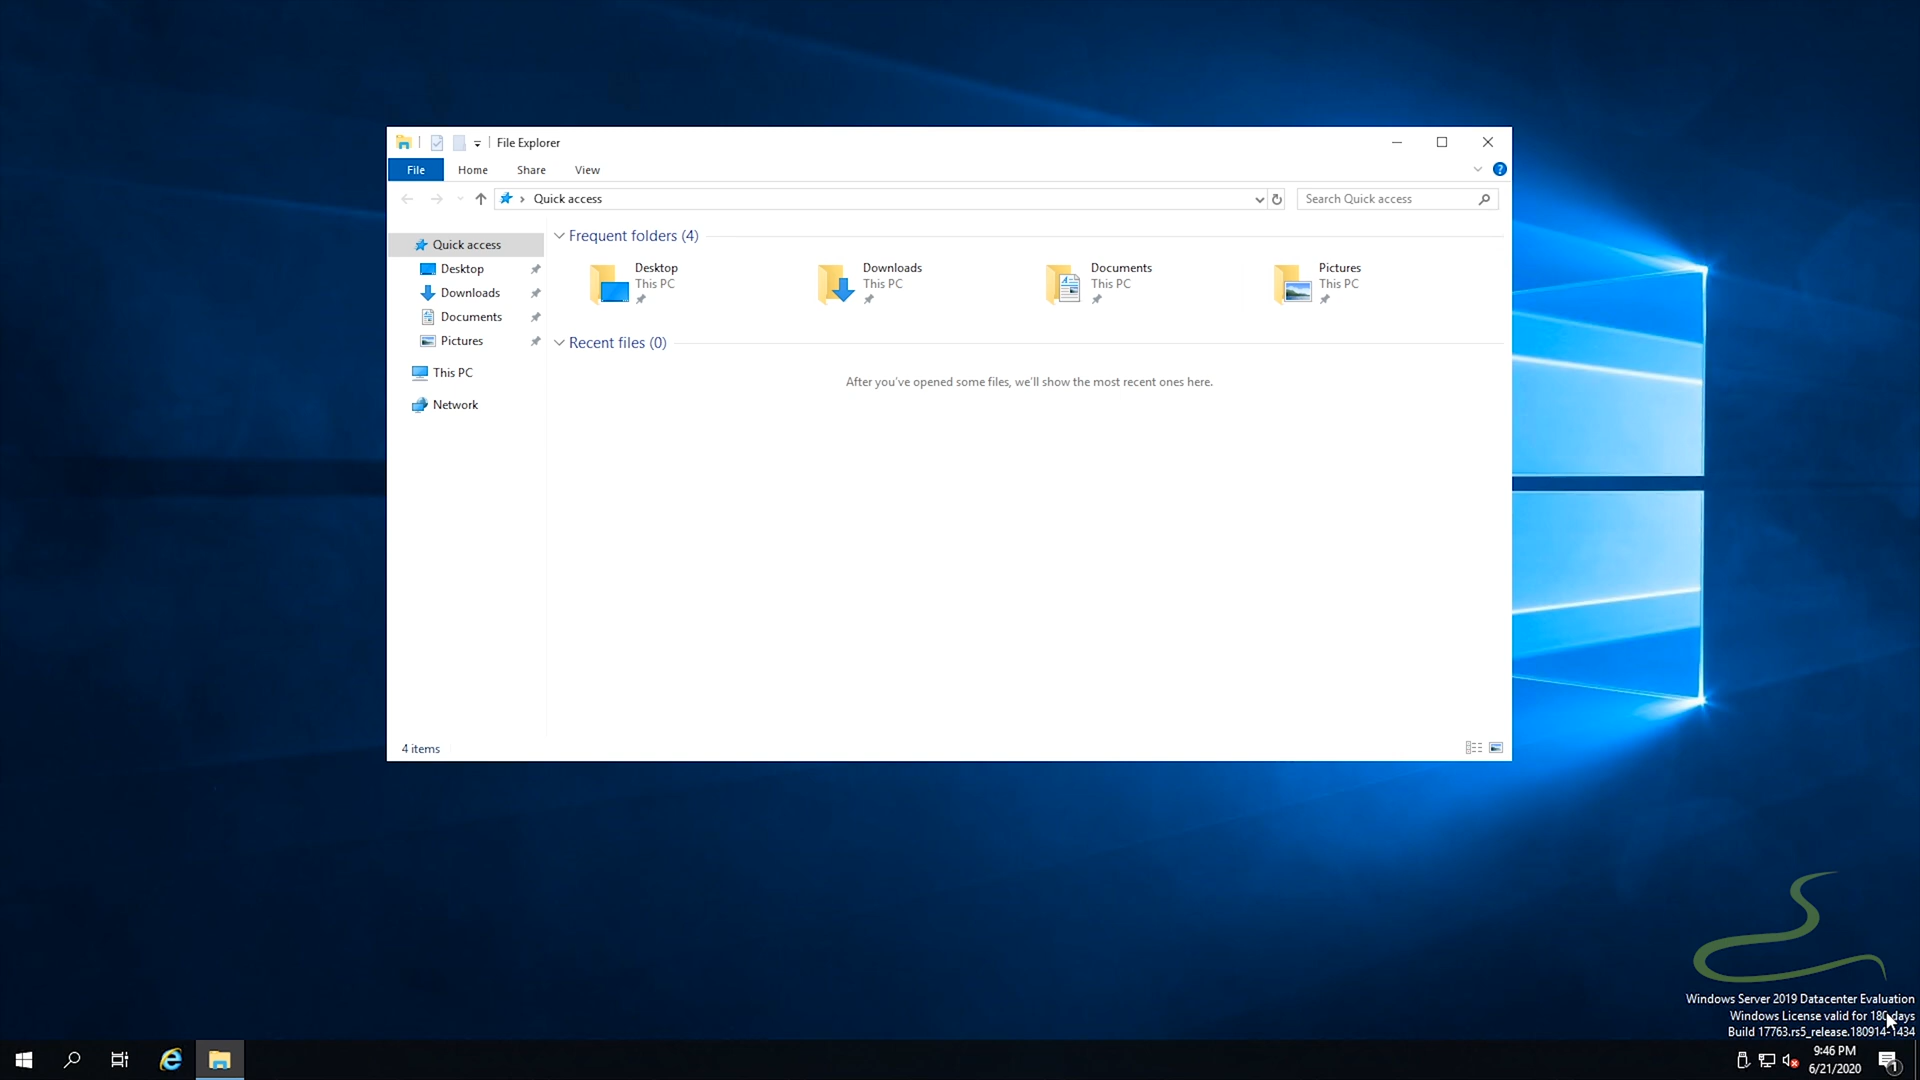 File Explorer
File Home Share View
Quick access
Search Quick access
Quick access
Desktop
Downloads
Documents
Pictures
This PC
Network
Frequent folders (4)
Desktop
This PC
Downloads
This PC
Documents
This PC
Pictures
This PC
Recent files (0)
After you've opened some files, we'll show the most recent ones here.
4 items
Windows Server 2019 Datacenter Evaluation
Windows License valid for 180 days
Build 17763.rs5_release.180914-1434
9:46 PM
6/21/2020
1